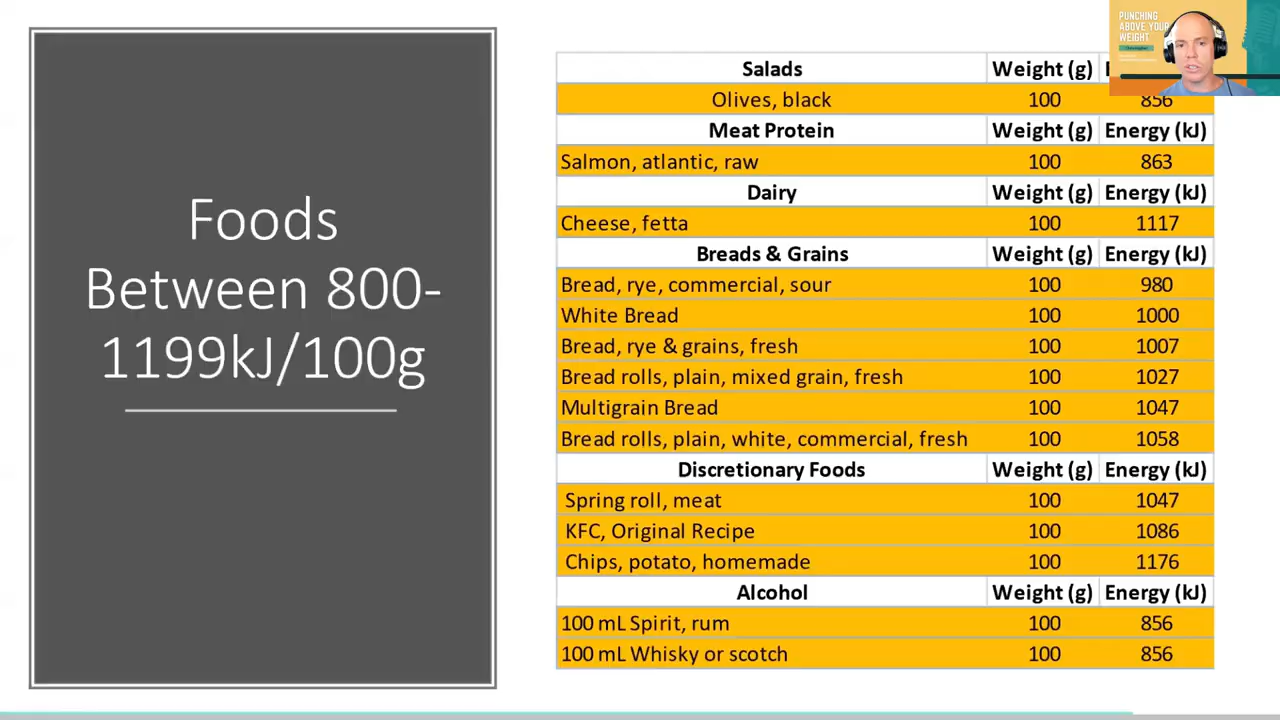 PUNCHING
ABOVE YOUR
WEIGHT
Foods
Between 800-
1199kJ/100g
Salads Weight (g)
Olives, black 100 856
Meat Protein Weight (g) Energy (kJ)
Salmon, atlantic, raw 100 863
Dairy Weight (g) Energy (kJ)
Cheese, fetta 100 1117
Breads & Grains Weight (g) Energy (kJ)
Bread, rye, commercial, sour 100 980
White Bread 100 1000
Bread, rye & grains, fresh 100 1007
Bread rolls, plain, mixed grain, fresh 100 1027
Multigrain Bread 100 1047
Bread rolls, plain, white, commercial, fresh 100 1058
Discretionary Foods Weight (g) Energy (kJ)
Spring roll, meat 100 1047
KFC, Original Recipe 100 1086
Chips, potato, homemade 100 1176
Alcohol Weight (g) Energy (kJ)
100 mL Spirit, rum 100 856
100 mL Whisky or scotch 100 856